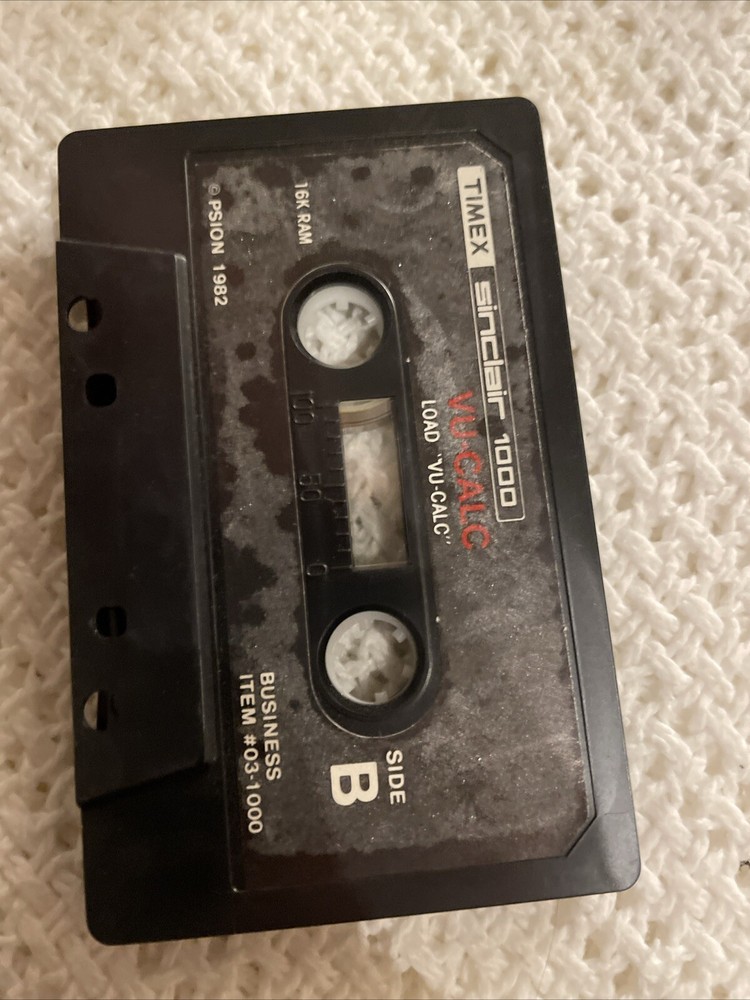 TIMEX sinclair 1000
VU-CALC
LOAD "VU-CALC"
16K RAM
SIDE
B
100 50 0
© PSION 1982
BUSINESS
ITEM #03-1000